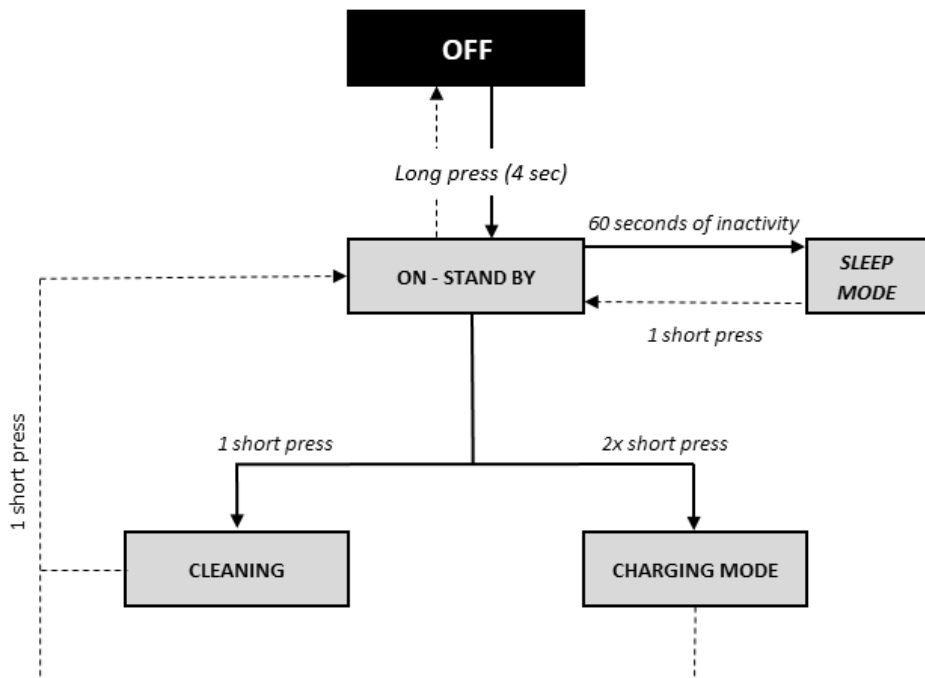 OFF
Long press (4 sec)
60 seconds of inactivity
ON - STAND BY
SLEEP
MODE
1 short press
1 short press
2x short press
1 short press
CLEANING
CHARGING MODE